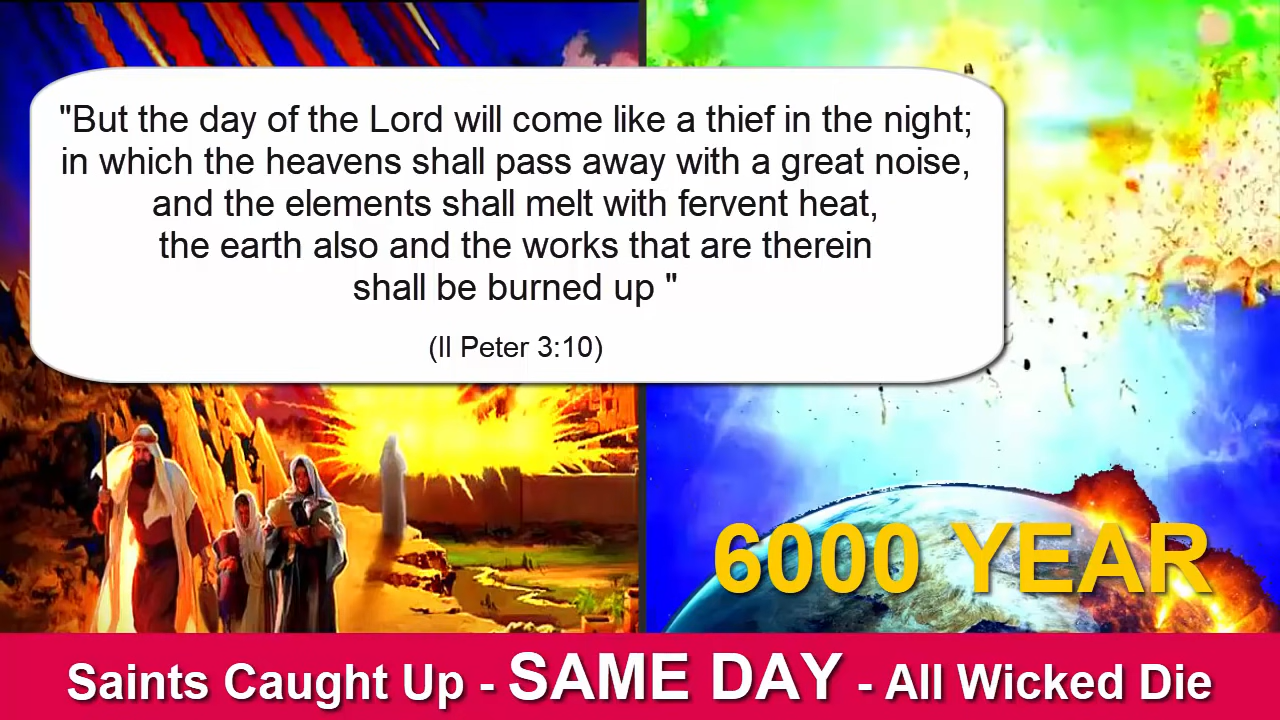 "But the day of the Lord will come like a thief in the night;
in which the heavens shall pass away with a great noise,
and the elements shall melt with fervent heat,
the earth also and the works that are therein
shall be burned up "
(II Peter 3:10)
6000 YEAR
Saints Caught Up - SAME DAY - All Wicked Die